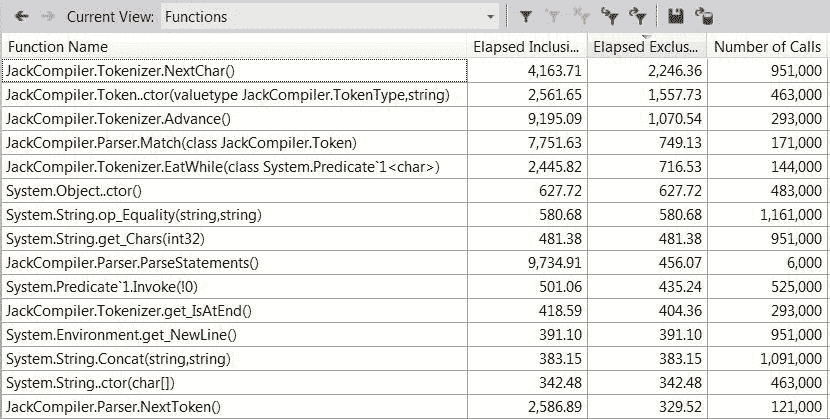 Current View: Functions
Function Name Elapsed Inclusi... Elapsed Exclus... Number of Calls
JackCompiler.Tokenizer.NextChar() 4,163.71 2,246.36 951,000
JackCompiler.Token..ctor(valuetype JackCompiler.TokenType,string) 2,561.65 1,557.73 463,000
JackCompiler.Tokenizer.Advance() 9,195.09 1,070.54 293,000
JackCompiler.Parser.Match(class JackCompiler.Token) 7,751.63 749.13 171,000
JackCompiler.Tokenizer.EatWhile(class System.Predicate`1<char>) 2,445.82 716.53 144,000
System.Object..ctor() 627.72 627.72 483,000
System.String.op_Equality(string,string) 580.68 580.68 1,161,000
System.String.get_Chars(int32) 481.38 481.38 951,000
JackCompiler.Parser.ParseStatements() 9,734.91 456.07 6,000
System.Predicate`1.Invoke(!0) 501.06 435.24 525,000
JackCompiler.Tokenizer.get_IsAtEnd() 418.59 404.36 293,000
System.Environment.get_NewLine() 391.10 391.10 951,000
System.String.Concat(string,string) 383.15 383.15 1,091,000
System.String..ctor(char[]) 342.48 342.48 463,000
JackCompiler.Parser.NextToken() 2,586.89 329.52 121,000